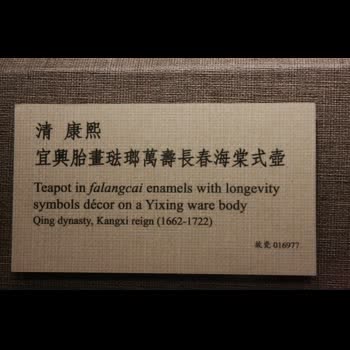 清 康熙
宜興胎畫琺瑯萬壽長春海棠式壺
Teapot in falangcai enamels with longevity
symbols décor on a Yixing ware body
Qing dynasty, Kangxi reign (1662-1722)
故瓷 016977